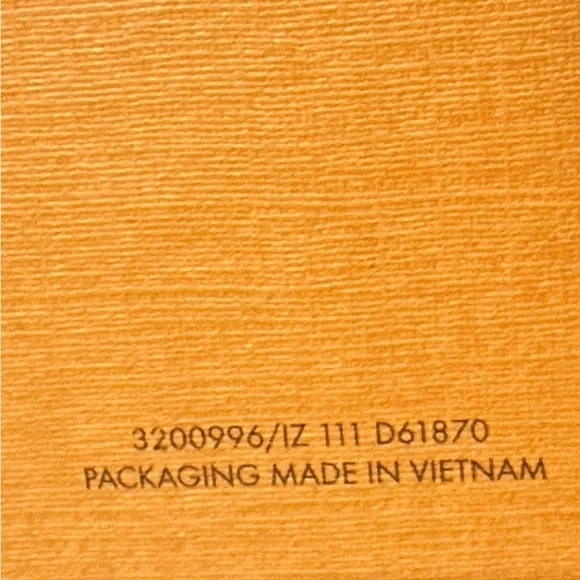 3200996/IZ 111 D61870
PACKAGING MADE IN VIETNAM